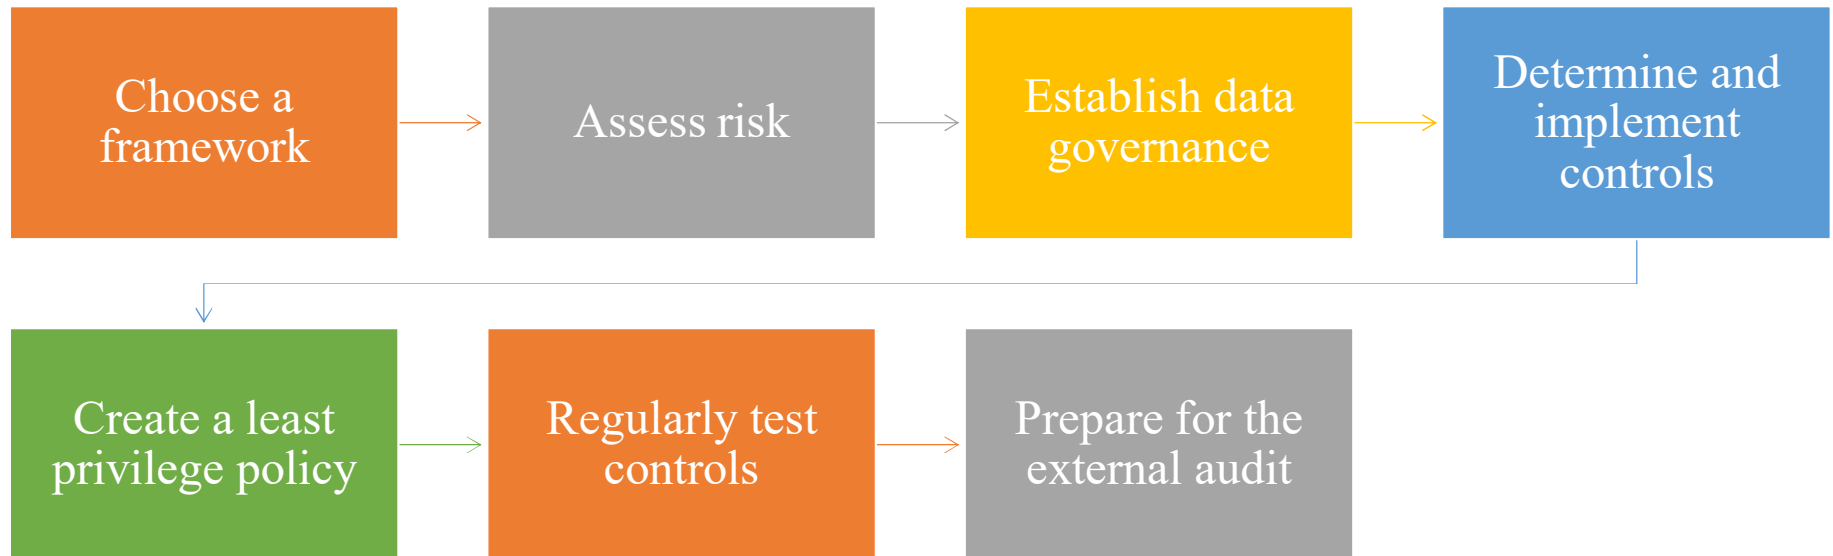 Choose a
framework
Assess risk
Establish data
governance
Determine and
implement
controls
Create a least
privilege policy
Regularly test
controls
Prepare for the
external audit